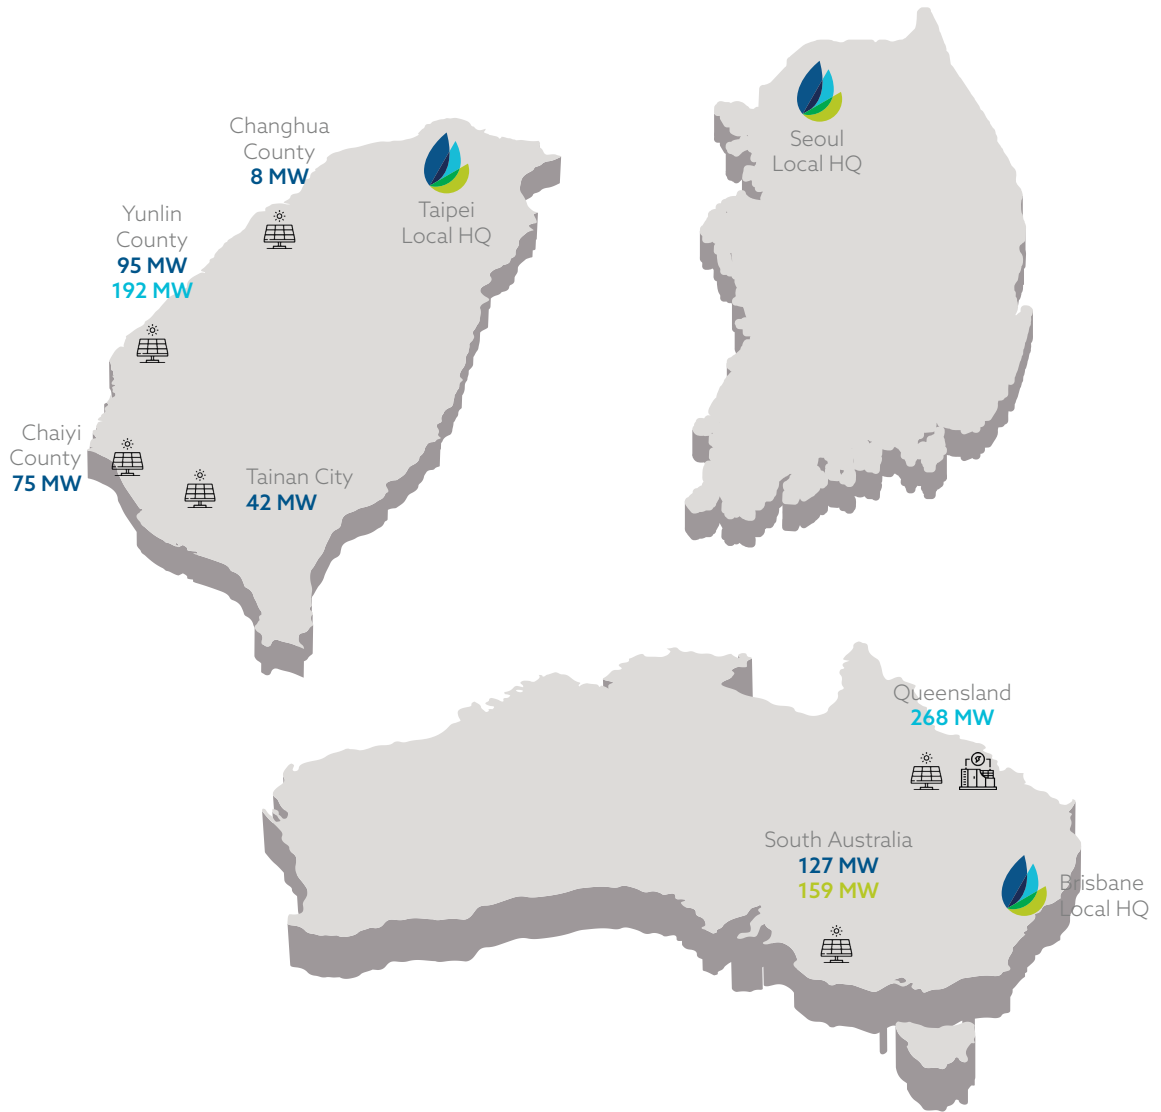 Changhua
County
8 MW
Taipei
Local HQ
Yunlin
County
95 MW
192 MW
Chaiyi
County
75 MW
Tainan City
42 MW
Seoul
Local HQ
Queensland
268 MW
South Australia
127 MW
159 MW
Brisbane
Local HQ